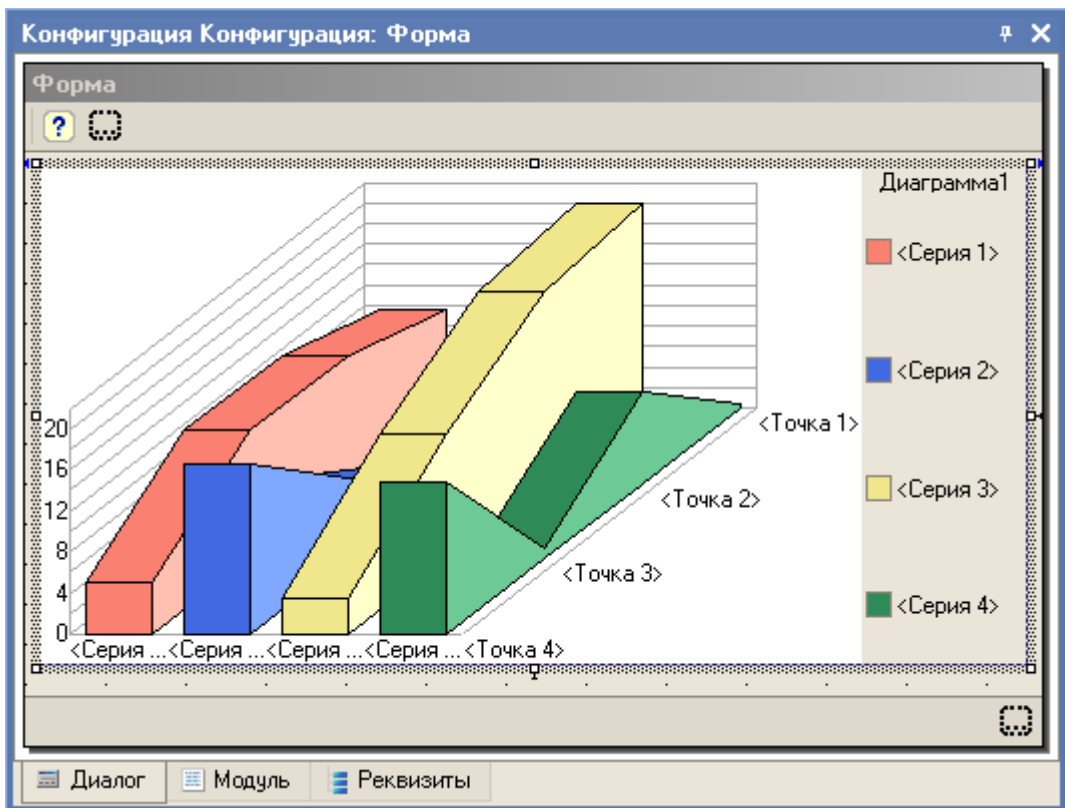 Конфигурация Конфигурация: Форма
Форма
?
Диаграмма1
<Серия 1>
<Серия 2>
<Серия 3>
<Серия 4>
20
16
12
8
4
0
<Точка 1>
<Точка 2>
<Точка 3>
<Серия ...<Серия ...<Серия ...<Серия ...<Точка 4>
Диалог Модуль Реквизиты